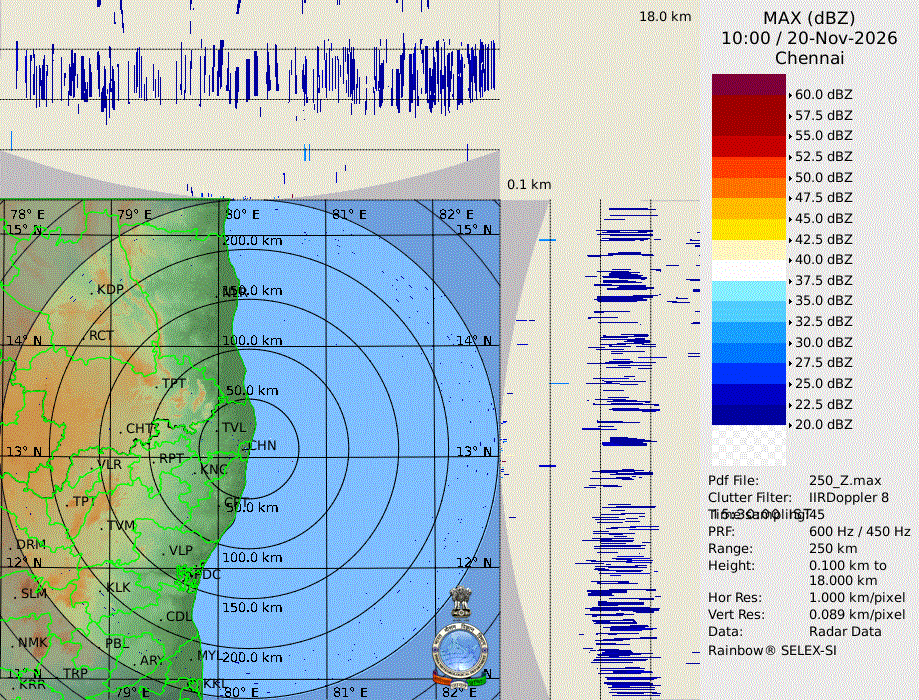 18.0 km
0.1 km
MAX (dBZ)
10:00 / 20-Nov-2026
Chennai
60.0 dBZ
57.5 dBZ
55.0 dBZ
52.5 dBZ
50.0 dBZ
47.5 dBZ
45.0 dBZ
42.5 dBZ
40.0 dBZ
37.5 dBZ
35.0 dBZ
32.5 dBZ
30.0 dBZ
27.5 dBZ
25.0 dBZ
22.5 dBZ
20.0 dBZ
Pdf File: 250_Z.max
Clutter Filter: IIRDoppler 8
Time sampling: 45
PRF: 600 Hz / 450 Hz
Range: 250 km
Height: 0.100 km to
18.000 km
Hor Res: 1.000 km/pixel
Vert Res: 0.089 km/pixel
Data: Radar Data
Rainbow® SELEX-SI
78° E 79° E 80° E 81° E 82° E
15° N 15° N
200.0 km
KDP
150.0 km
NLR
RCT
100.0 km
14° N 14° N
TPT
50.0 km
CHT
TVL
CHN
13° N 13° N
VLR
RPT
KNC
TPT
50.0 km
TVM
DRM
VLP
100.0 km
12° N 12° N
PDC
KLK
SLM
150.0 km
CDL
NMK
PBL
ARY
MYL
200.0 km
TRP
11° N 11° N
KRR
KKL
79° E 80° E 81° E 82° E